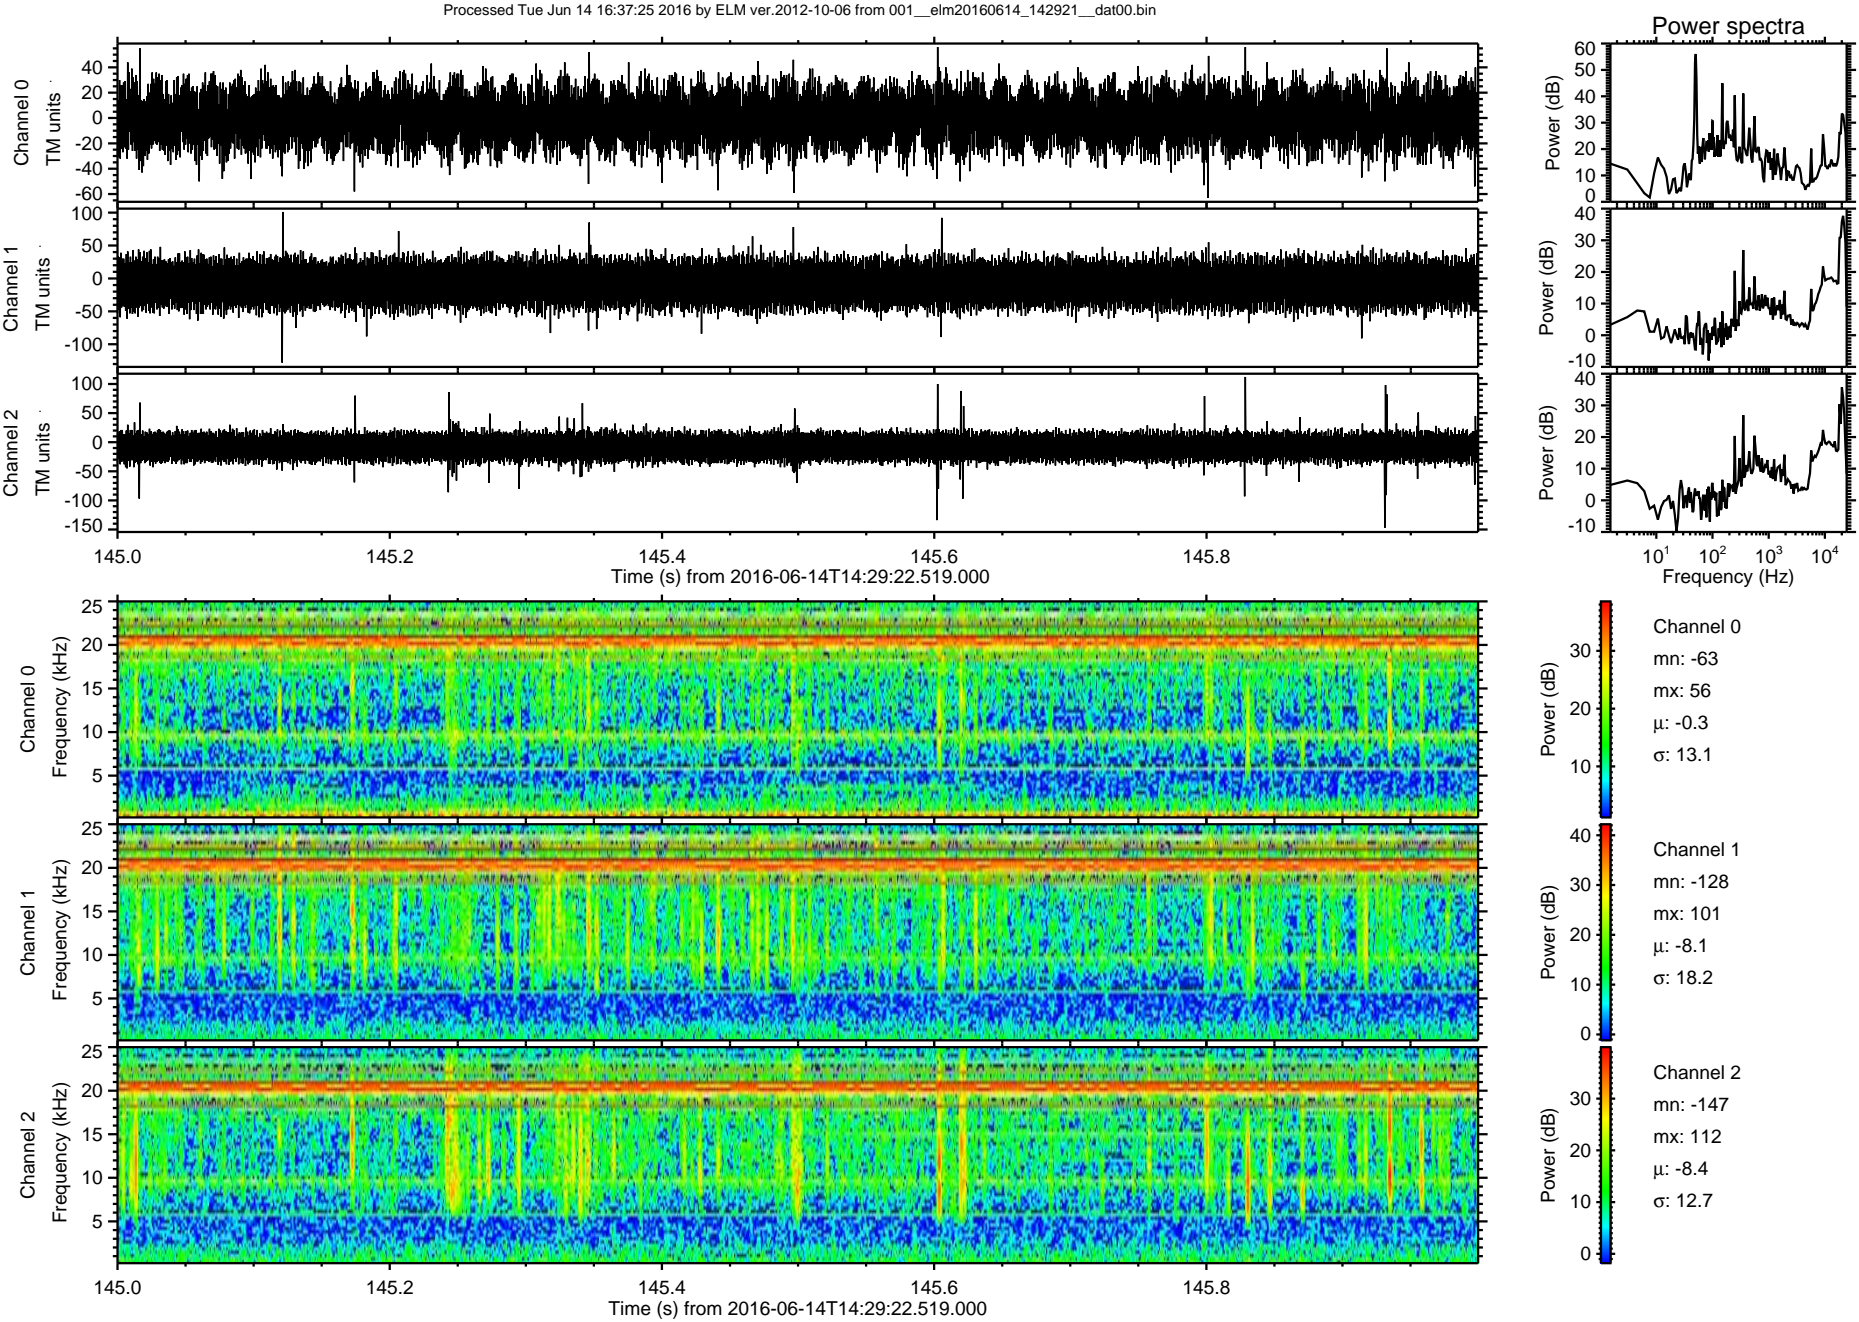 Processed Tue Jun 14 16:37:25 2016 by ELM ver.2012-10-06 from 001__elm20160614_142921__dat00.bin
Power spectra
Channel 0
TM units
40
20
0
-20
-40
-60
Power (dB)
60
50
40
30
20
10
0
Channel 1
TM units
100
50
0
-50
-100
Power (dB)
40
30
20
10
0
-10
Channel 2
TM units
100
50
0
-50
-100
-150
Power (dB)
40
30
20
10
0
-10
145.0 145.2 145.4 145.6 145.8
Time (s) from 2016-06-14T14:29:22.519.000
10^1 10^2 10^3 10^4
Frequency (Hz)
Channel 0
Frequency (kHz)
25
20
15
10
5
Power (dB)
30
20
10
Channel 0
mn: -63
mx: 56
μ: -0.3
σ: 13.1
Channel 1
Frequency (kHz)
25
20
15
10
5
Power (dB)
40
30
20
10
0
Channel 1
mn: -128
mx: 101
μ: -8.1
σ: 18.2
Channel 2
Frequency (kHz)
25
20
15
10
5
Power (dB)
30
20
10
0
Channel 2
mn: -147
mx: 112
μ: -8.4
σ: 12.7
145.0 145.2 145.4 145.6 145.8
Time (s) from 2016-06-14T14:29:22.519.000